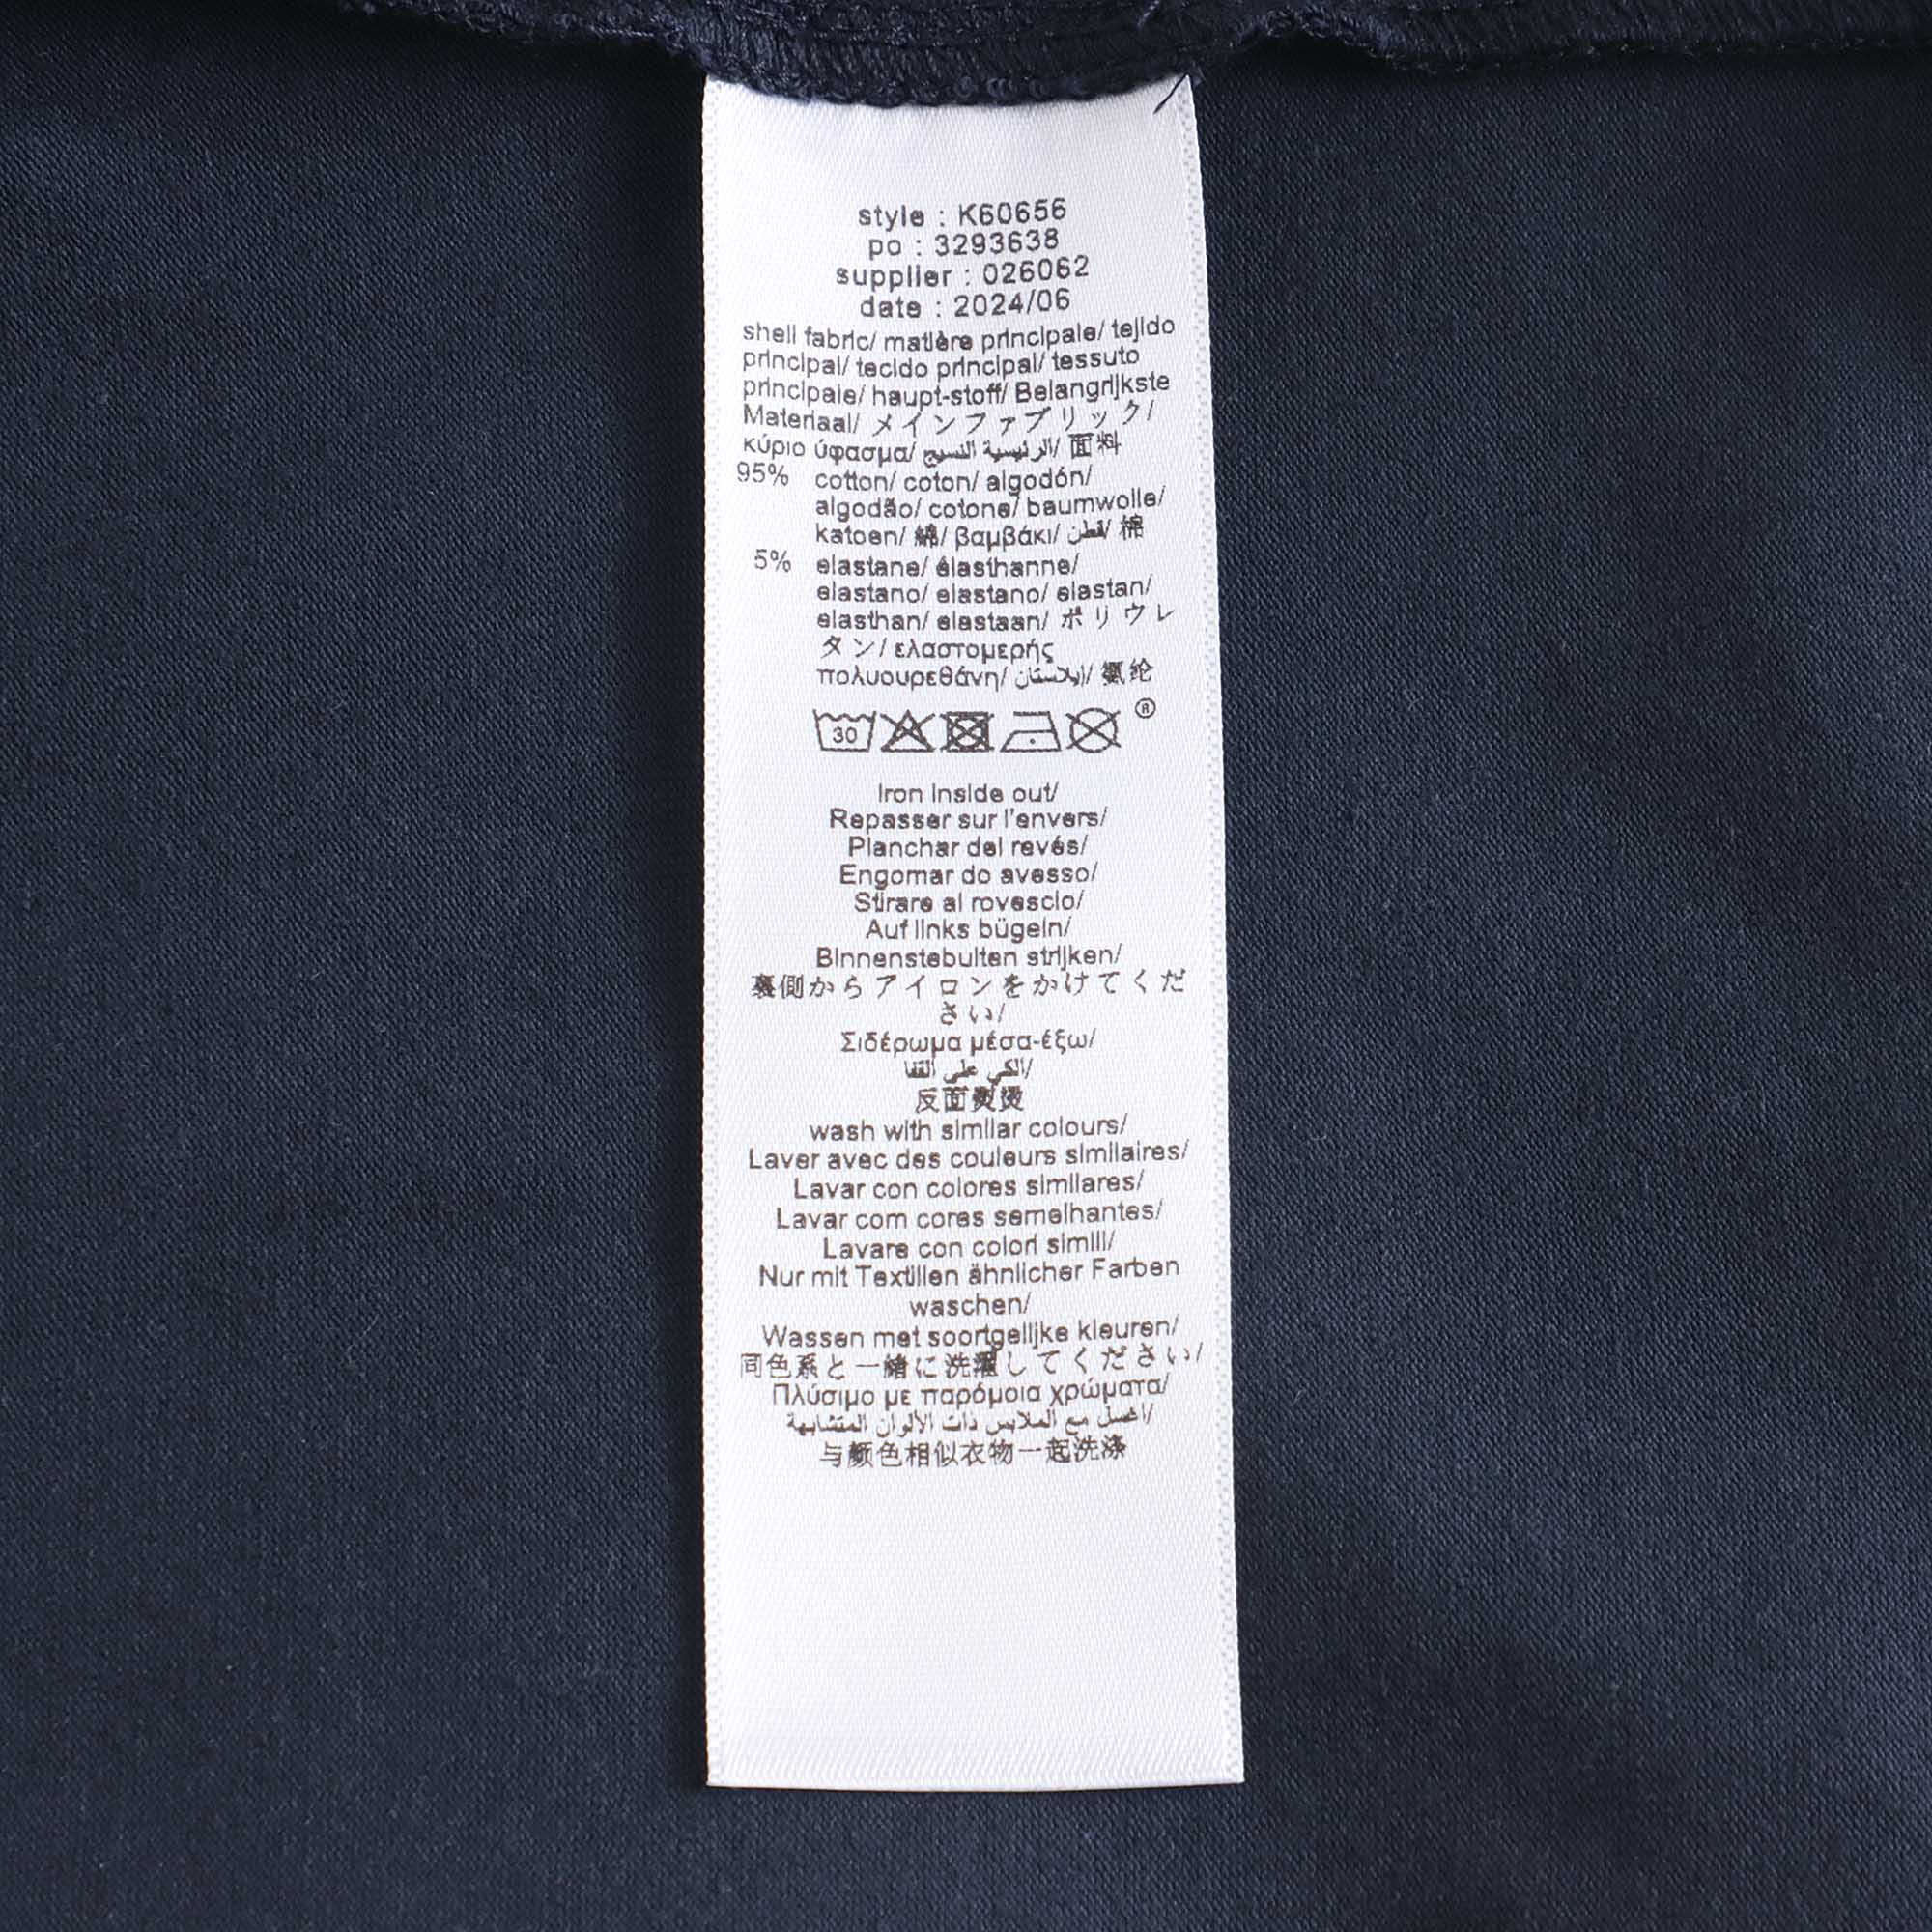 style : K60656
po : 3293638
supplier : 026062
date : 2024/06
shell fabric/ matière principale/ tejido
principal/ tecido principal/ tessuto
principale/ haupt-stoff/ Belangrijkste
Materiaal/ メインファブリック/
κύριο ύφασμα/ الرئيسية النسيج/ 面料
95% cotton/ coton/ algodón/
algodão/ cotone/ baumwolle/
katoen/ 綿/ βαμβάκι/ قطن/ 棉
5% elastane/ élasthanne/
elastano/ elastano/ elastan/
elasthan/ elastaan/ ポリウレ
タン/ ελαστομερής
πολυουρεθάνη/ إيلاستان/ 氨纶
30 ®
Iron inside out/
Repasser sur l'envers/
Planchar del revés/
Engomar do avesso/
Stirare al rovescio/
Auf links bügeln/
Binnenstebuiten strijken/
裏側からアイロンをかけてくだ
さい/
Σιδέρωμα μέσα-έξω/
الكي على القفا/
反面熨烫
wash with similar colours/
Laver avec des couleurs similaires/
Lavar con colores similares/
Lavar com cores semelhantes/
Lavare con colori simili/
Nur mit Textilien ähnlicher Farben
waschen/
Wassen met soortgelijke kleuren/
同色系と一緒に洗濯してください/
Πλύσιμο με παρόμοια χρώματα/
اغسل مع الملابس ذات الألوان المتشابهة/
与颜色相似衣物一起洗涤